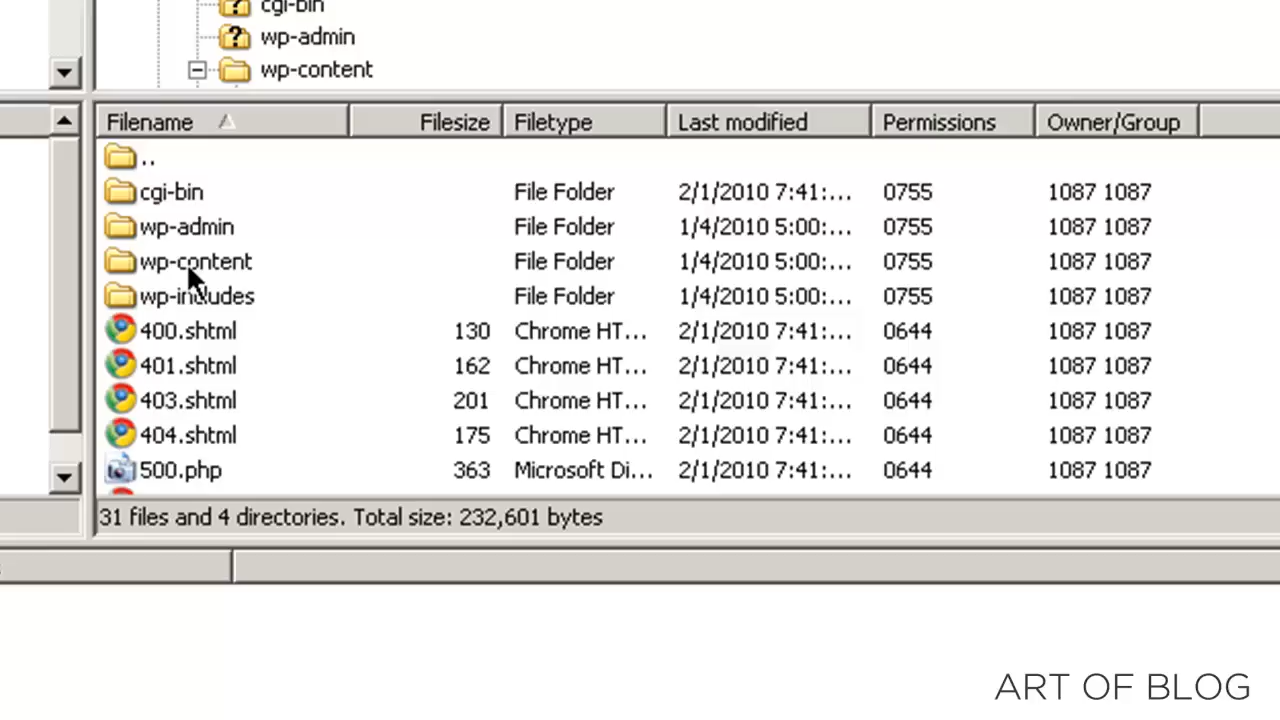 cgi-bin
wp-admin
wp-content
Filename Filesize Filetype Last modified Permissions Owner/Group
..
cgi-bin File Folder 2/1/2010 7:41:... 0755 1087 1087
wp-admin File Folder 1/4/2010 5:00:... 0755 1087 1087
wp-content File Folder 1/4/2010 5:00:... 0755 1087 1087
wp-includes File Folder 1/4/2010 5:00:... 0755 1087 1087
400.shtml 130 Chrome HT... 2/1/2010 7:41:... 0644 1087 1087
401.shtml 162 Chrome HT... 2/1/2010 7:41:... 0644 1087 1087
403.shtml 201 Chrome HT... 2/1/2010 7:41:... 0644 1087 1087
404.shtml 175 Chrome HT... 2/1/2010 7:41:... 0644 1087 1087
500.php 363 Microsoft Di... 2/1/2010 7:41:... 0644 1087 1087
31 files and 4 directories. Total size: 232,601 bytes
ART OF BLOG